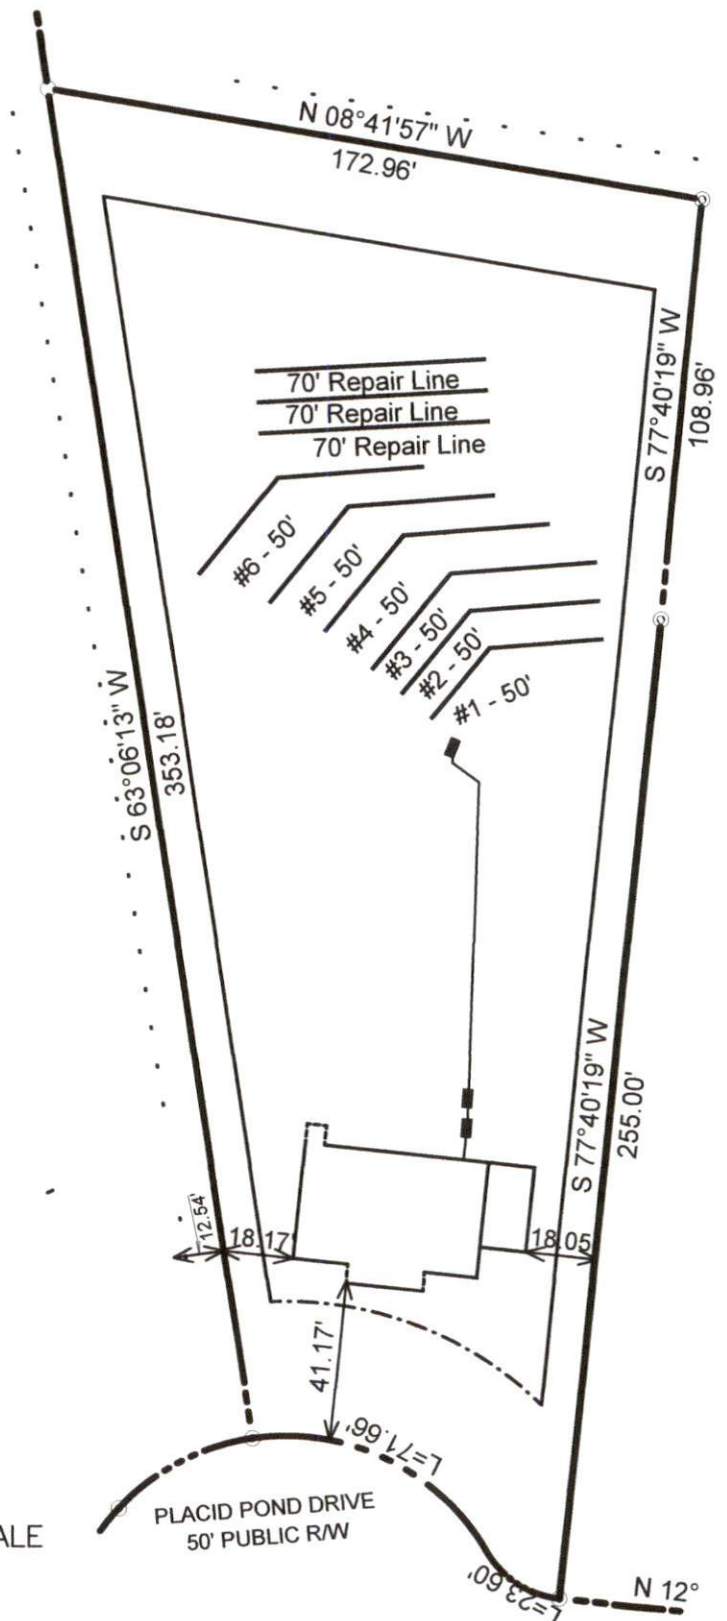 N 08°41'57" W
172.96'
S 77°40'19" W
108.96'
70' Repair Line
70' Repair Line
70' Repair Line
#6 - 50'
#5 - 50'
#4 - 50'
#3 - 50'
#2 - 50'
#1 - 50'
S 63°06'13" W
353.18'
S 77°40'19" W
255.00'
12.54'
18.17'
18.05
41.17'
L=71.66'
PLACID POND DRIVE
50' PUBLIC R/W
ALE
L=23.60'
N 12°